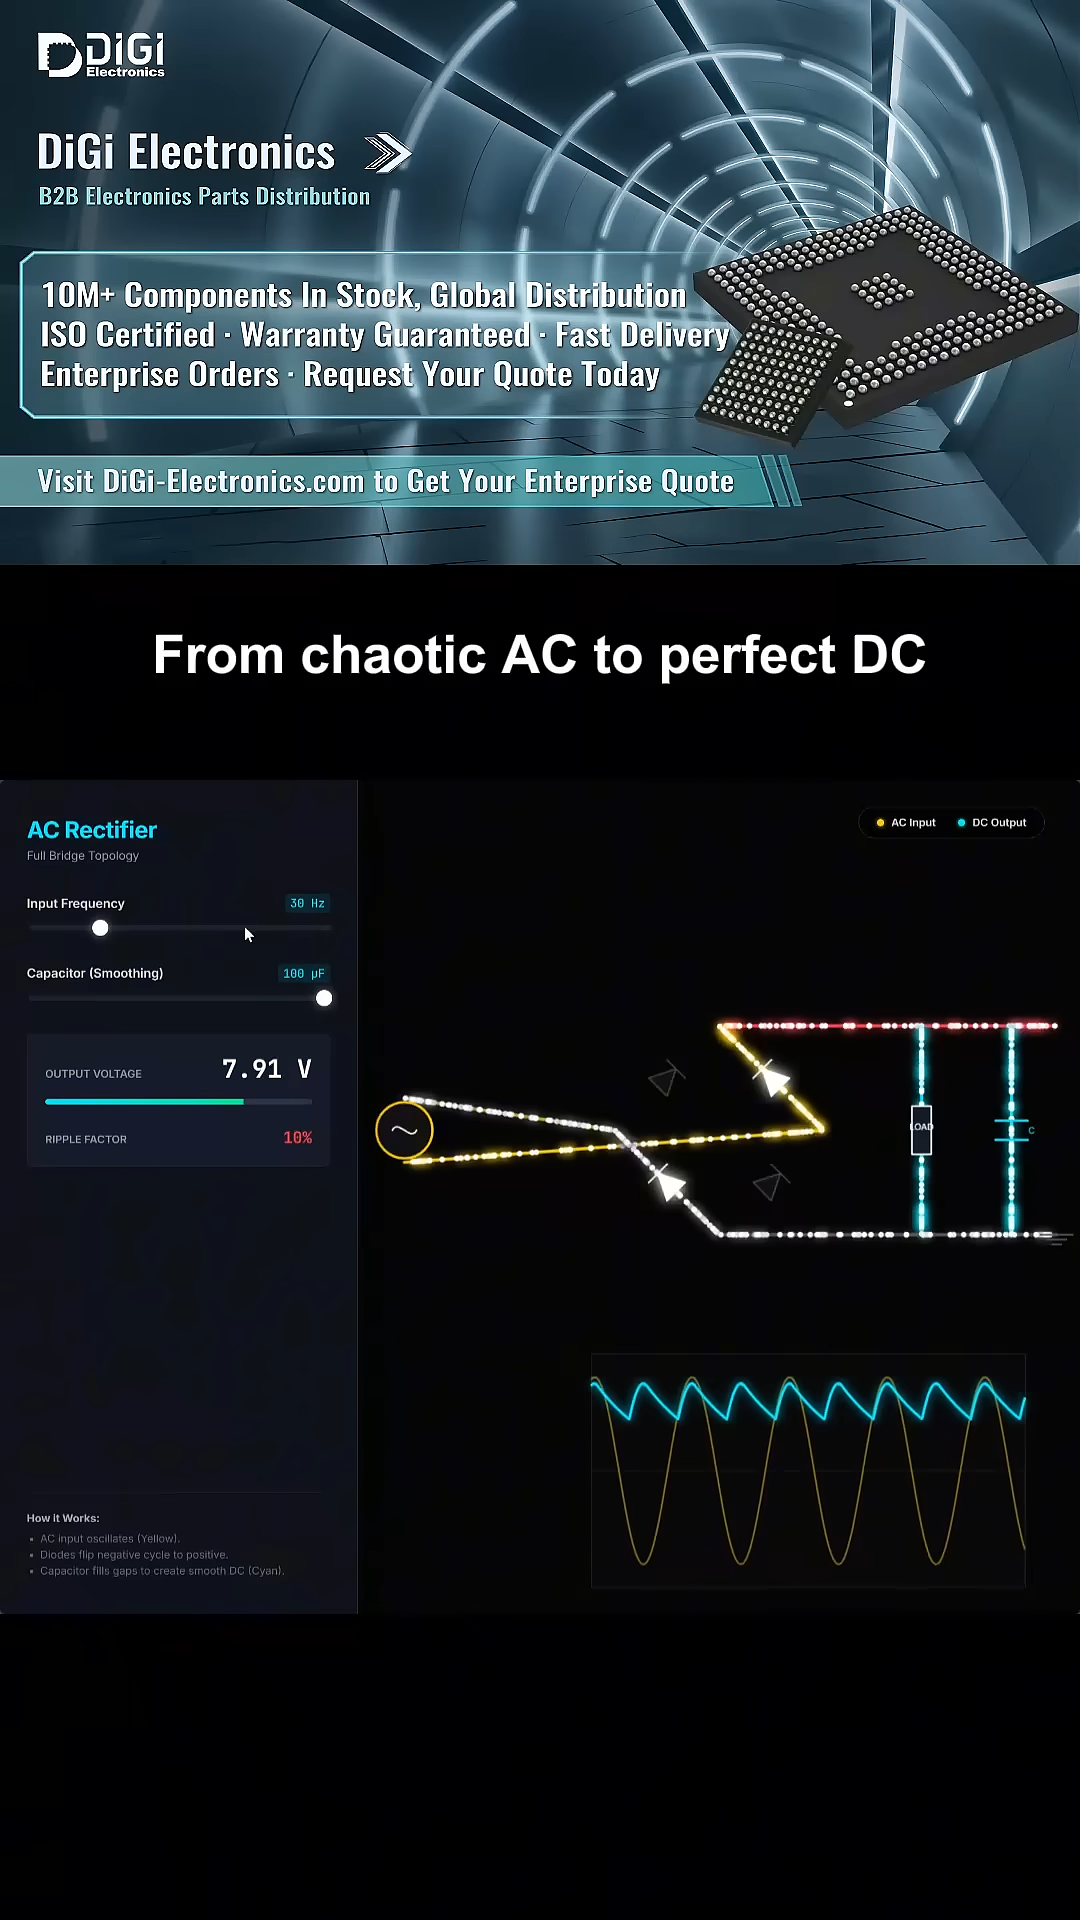 DiGi
Electronics
DiGi Electronics
B2B Electronics Parts Distribution
10M+ Components In Stock, Global Distribution
ISO Certified · Warranty Guaranteed · Fast Delivery
Enterprise Orders · Request Your Quote Today
Visit DiGi-Electronics.com to Get Your Enterprise Quote
From chaotic AC to perfect DC
AC Rectifier
Full Bridge Topology
AC Input
DC Output
Input Frequency
30 Hz
Capacitor (Smoothing)
100 µF
OUTPUT VOLTAGE
7.91 V
RIPPLE FACTOR
10%
LOAD
C
How it Works:
• AC input oscillates (Yellow).
• Diodes flip negative cycle to positive.
• Capacitor fills gaps to create smooth DC (Cyan).